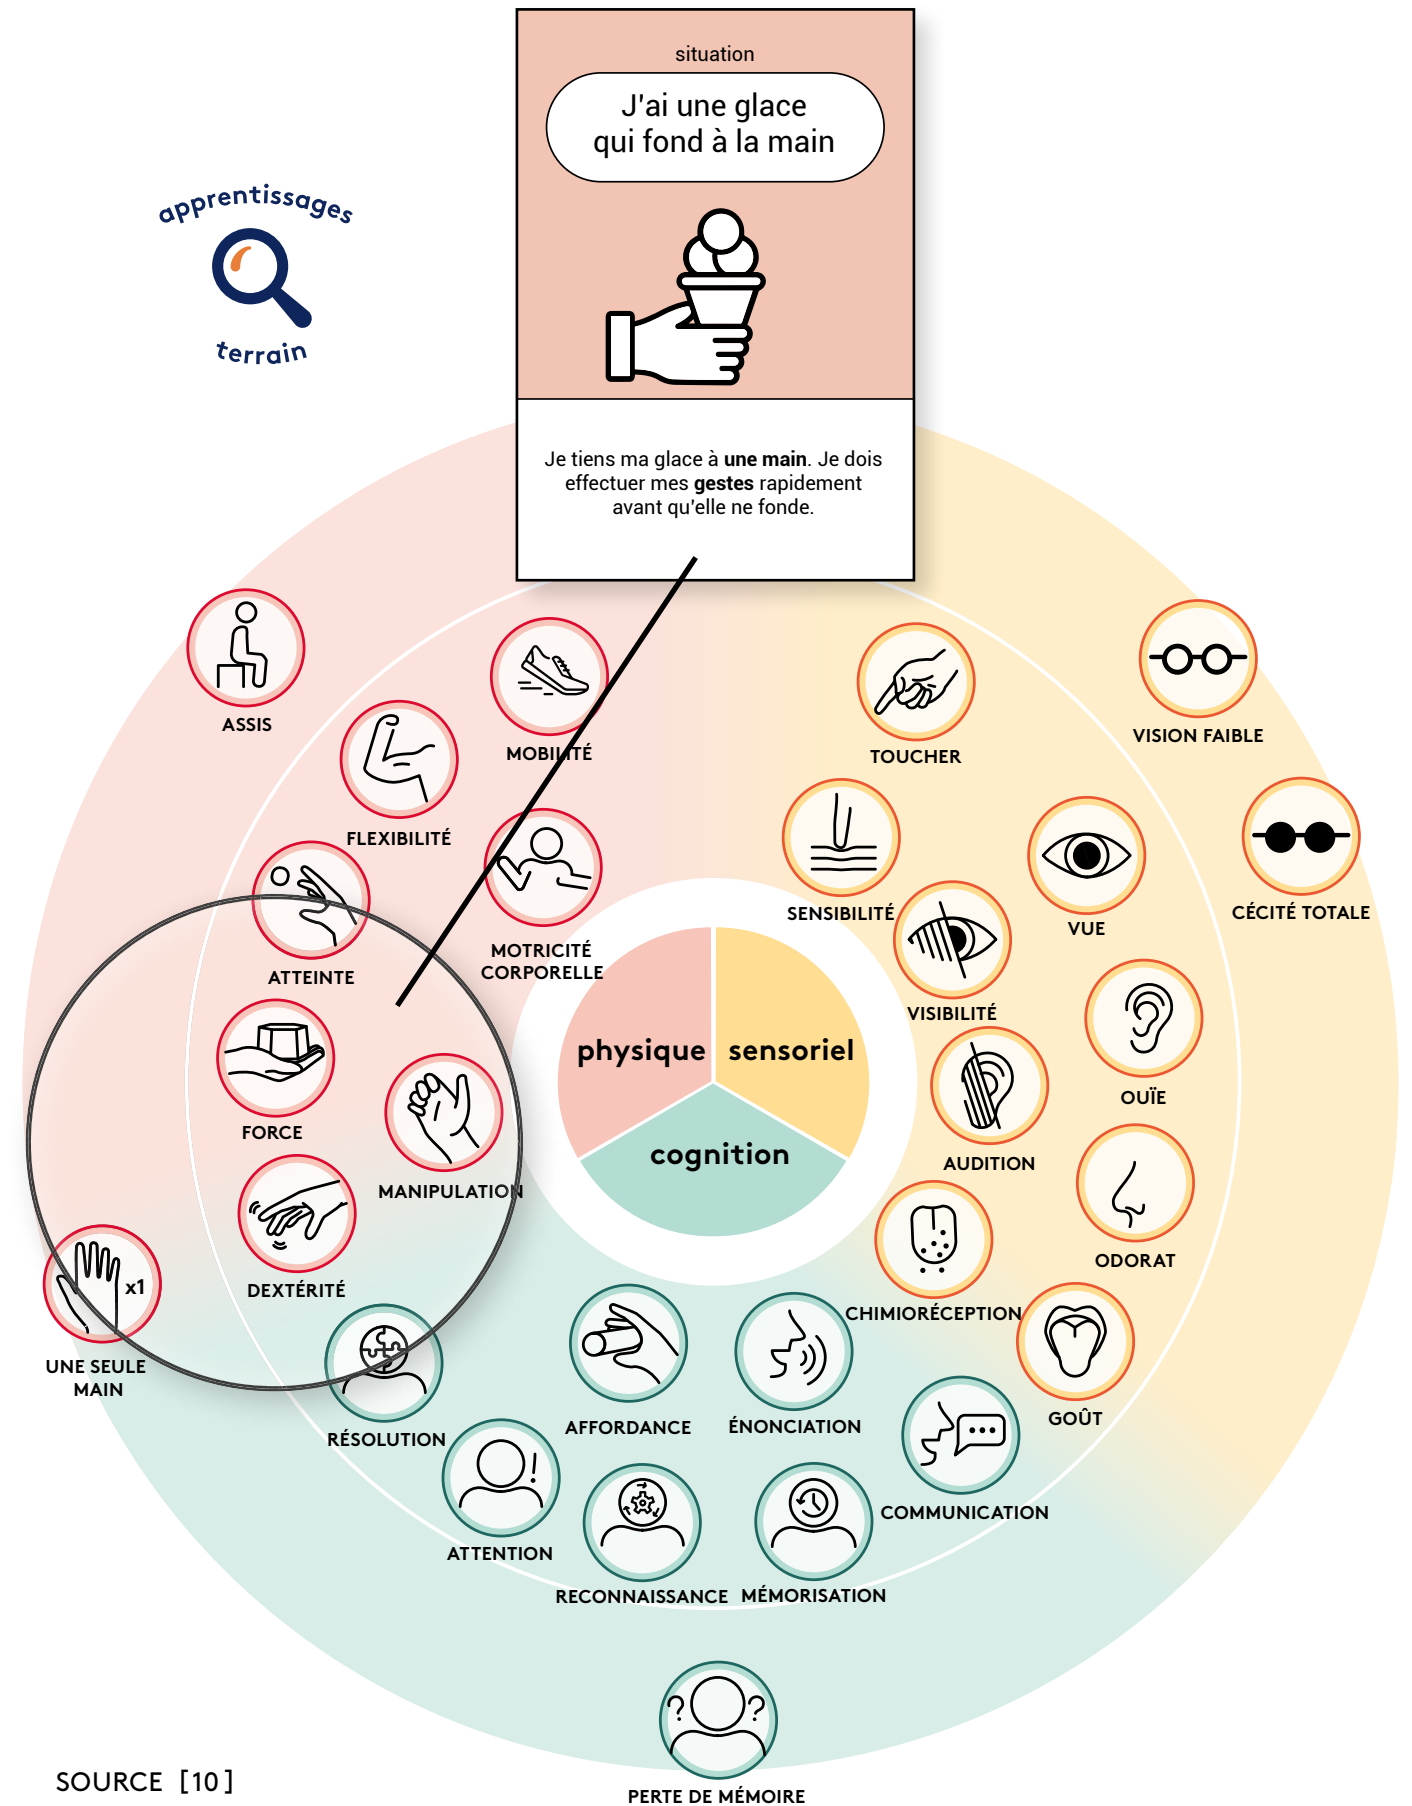 situation
J'ai une glace
qui fond à la main
apprentissages
terrain
Je tiens ma glace à une main. Je dois
effectuer mes gestes rapidement
avant qu'elle ne fonde.
ASSIS
MOBILITÉ
FLEXIBILITÉ
MOTRICITÉ
CORPORELLE
ATTEINTE
FORCE
MANIPULATION
DEXTÉRITÉ
x1
UNE SEULE
MAIN
TOUCHER
VISION FAIBLE
SENSIBILITÉ
VUE
CÉCITÉ TOTALE
VISIBILITÉ
OUÏE
AUDITION
ODORAT
CHIMIORÉCEPTION
GOÛT
physique
sensoriel
cognition
RÉSOLUTION
AFFORDANCE
ÉNONCIATION
COMMUNICATION
ATTENTION
!
RECONNAISSANCE
MÉMORISATION
? ?
PERTE DE MÉMOIRE
SOURCE [10]